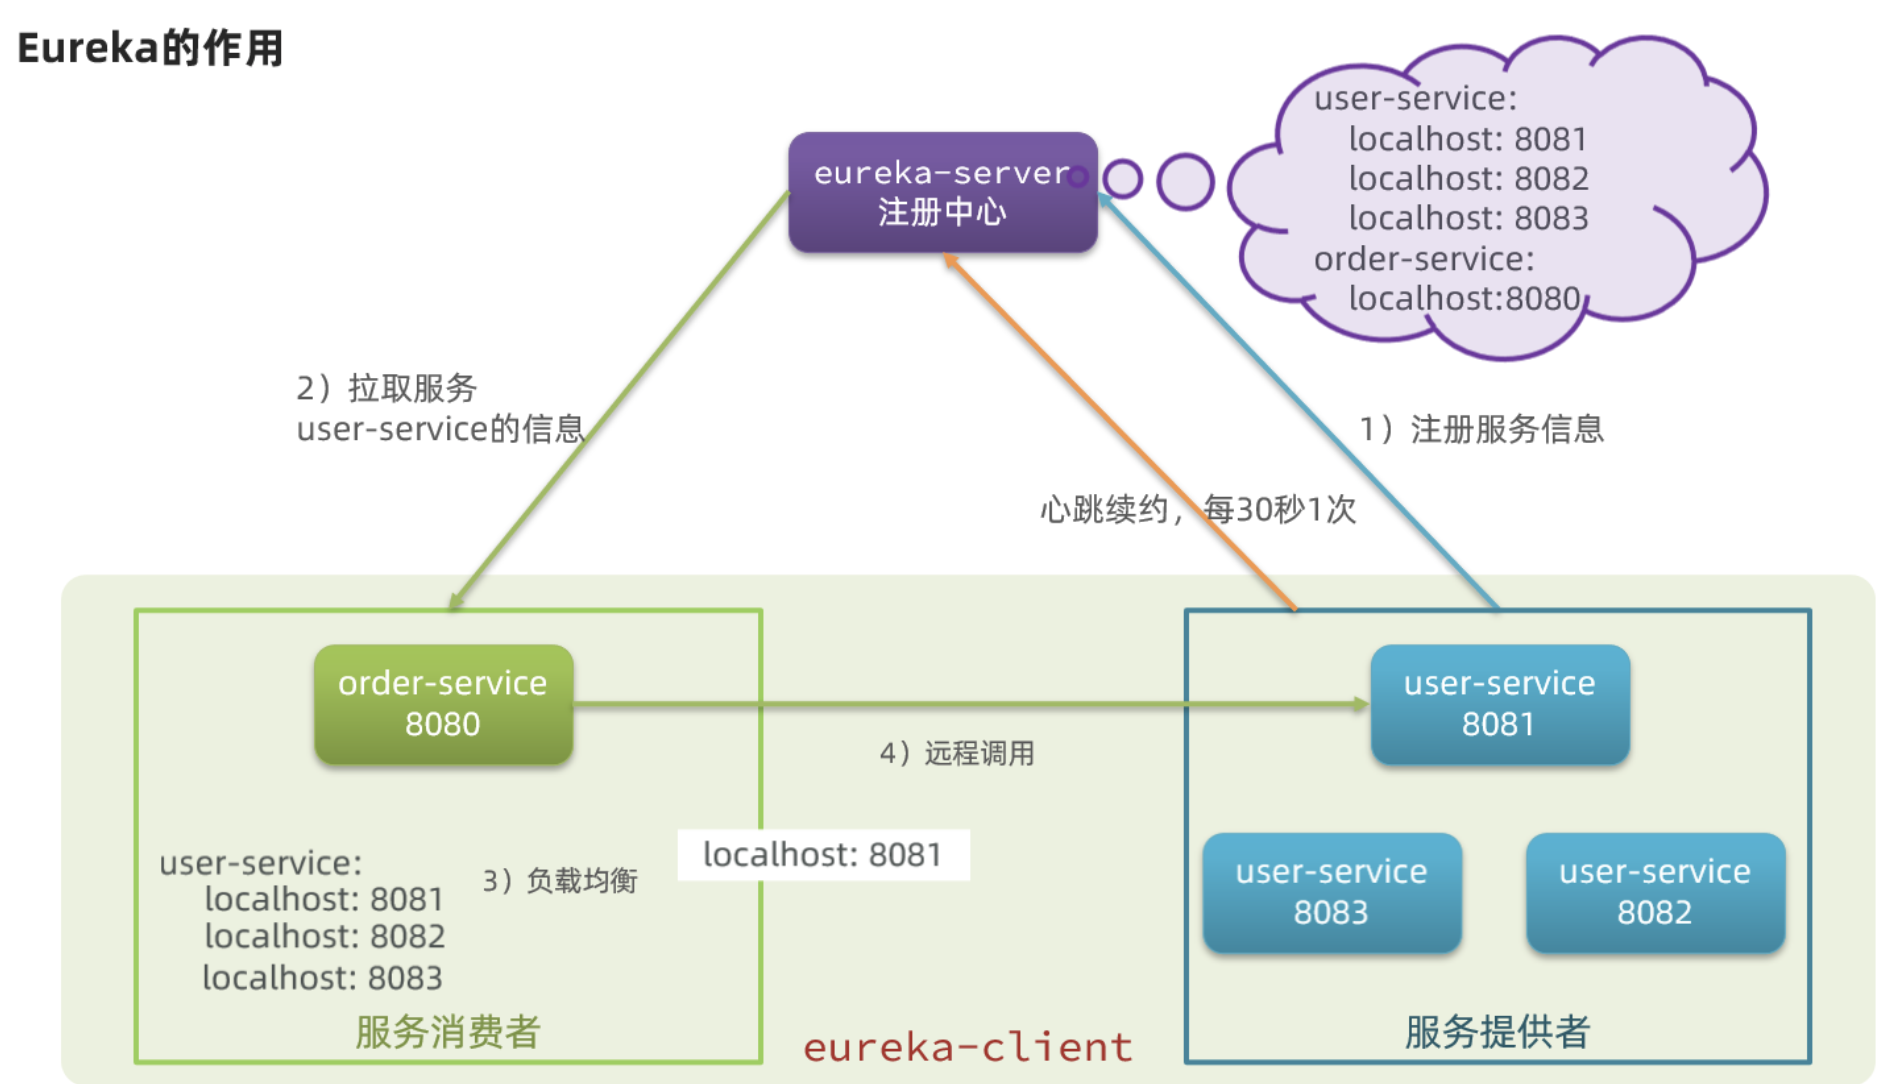 Eureka的作用
eureka-server
注册中心
user-service:
localhost: 8081
localhost: 8082
localhost: 8083
order-service:
localhost:8080
2）拉取服务
user-service的信息
1）注册服务信息
心跳续约，每30秒1次
order-service
8080
4）远程调用
user-service
8081
user-service:
localhost: 8081
localhost: 8082
localhost: 8083
3）负载均衡
localhost: 8081
user-service
8083
user-service
8082
服务消费者
eureka-client
服务提供者